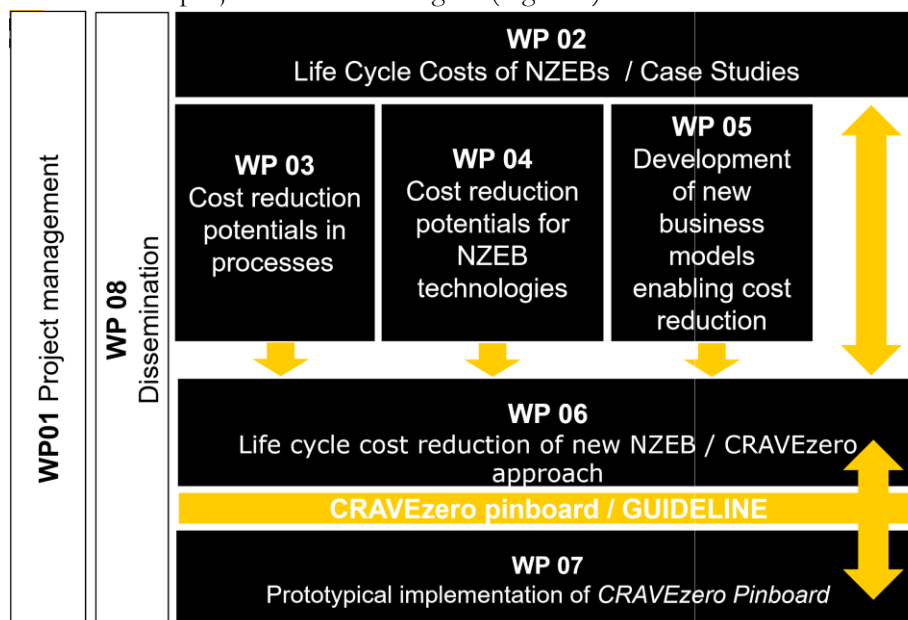 WP 02
Life Cycle Costs of NZEBs / Case Studies
WP01 Project management
WP 08
Dissemination
WP 03
Cost reduction
potentials in
processes
WP 04
Cost reduction
potentials for
NZEB
technologies
WP 05
Development
of new
business
models
enabling cost
reduction
WP 06
Life cycle cost reduction of new NZEB / CRAVEzero
approach
CRAVEzero pinboard / GUIDELINE
WP 07
Prototypical implementation of CRAVEzero Pinboard